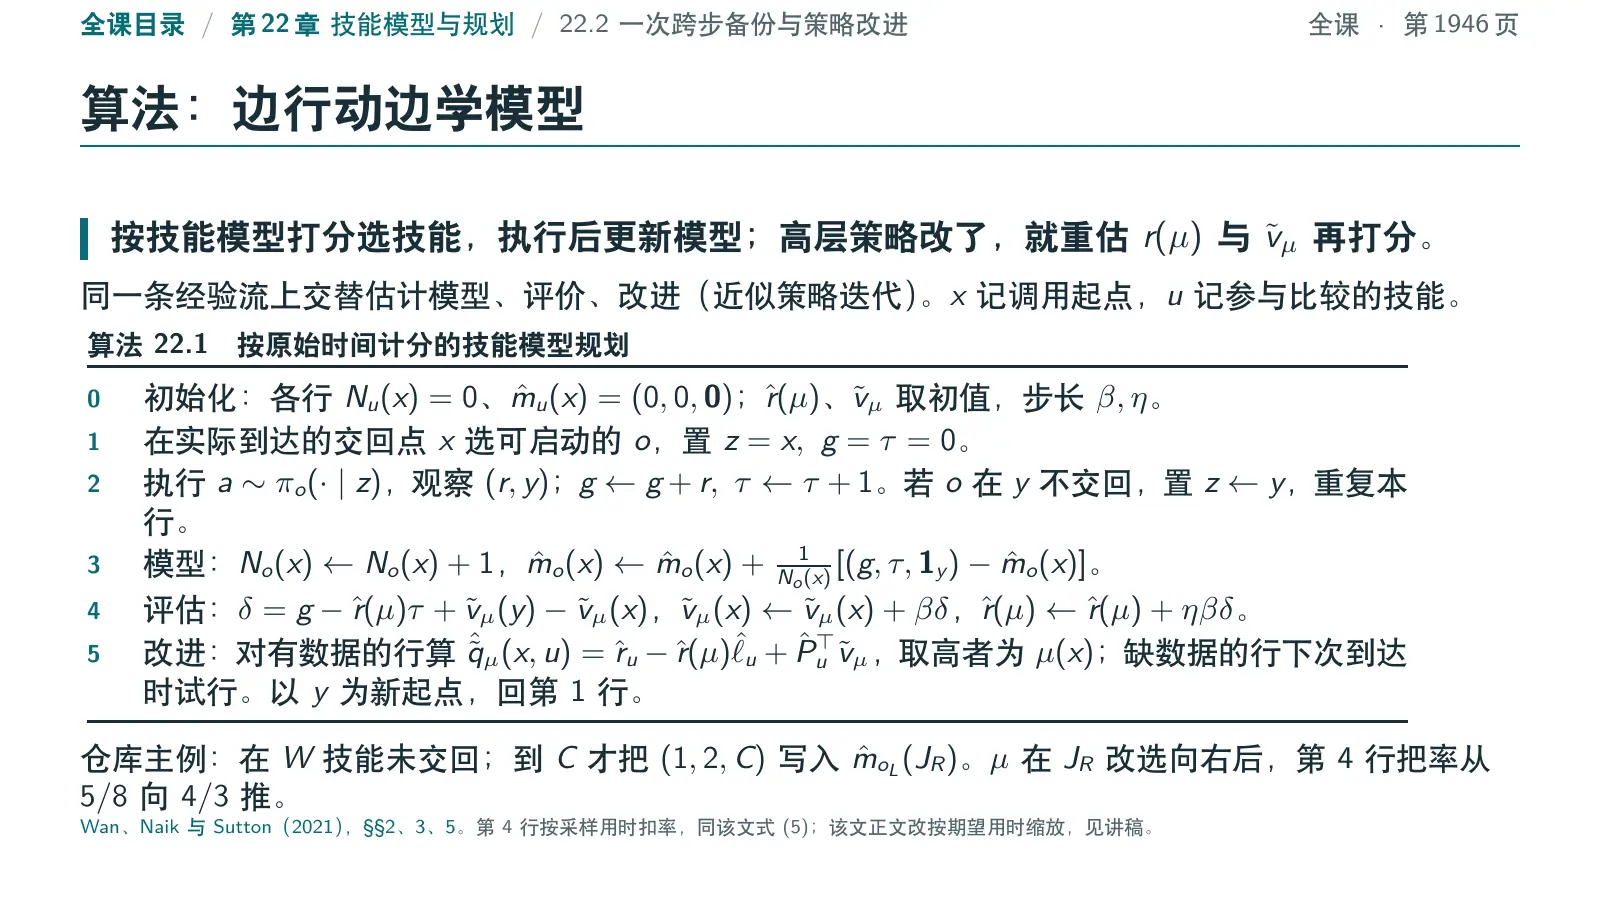 全课目录 / 第 22 章 技能模型与规划 / 22.2 一次跨步备份与策略改进
全课 · 第 1946 页
算法：边行动边学模型
按技能模型打分选技能，执行后更新模型；高层策略改了，就重估 r(μ) 与 ṽ_μ 再打分。
同一条经验流上交替估计模型、评价、改进（近似策略迭代）。x 记调用起点，u 记参与比较的技能。
算法 22.1 按原始时间计分的技能模型规划
0 初始化：各行 N_u(x) = 0、m̂_u(x) = (0, 0, 𝟎)；r̂(μ)、ṽ_μ 取初值，步长 β, η。
1 在实际到达的交回点 x 选可启动的 o，置 z = x, g = τ = 0。
2 执行 a ∼ π_o(· | z)，观察 (r, y)；g ← g + r, τ ← τ + 1。若 o 在 y 不交回，置 z ← y，重复本
行。
3 模型：N_o(x) ← N_o(x) + 1，m̂_o(x) ← m̂_o(x) + 1/N_o(x) [(g, τ, 𝟏_y) − m̂_o(x)]。
4 评估：δ = g − r̂(μ)τ + ṽ_μ(y) − ṽ_μ(x)，ṽ_μ(x) ← ṽ_μ(x) + βδ，r̂(μ) ← r̂(μ) + ηβδ。
5 改进：对有数据的行算 q̃̂_μ(x, u) = r̂_u − r̂(μ)ℓ̂_u + P̂_u^⊤ ṽ_μ，取高者为 μ(x)；缺数据的行下次到达
时试行。以 y 为新起点，回第 1 行。
仓库主例：在 W 技能未交回；到 C 才把 (1, 2, C) 写入 m̂_{o_L}(J_R)。μ 在 J_R 改选向右后，第 4 行把率从
5/8 向 4/3 推。
Wan、Naik 与 Sutton（2021），§§2、3、5。第 4 行按采样用时扣率，同该文式 (5)；该文正文改按期望用时缩放，见讲稿。